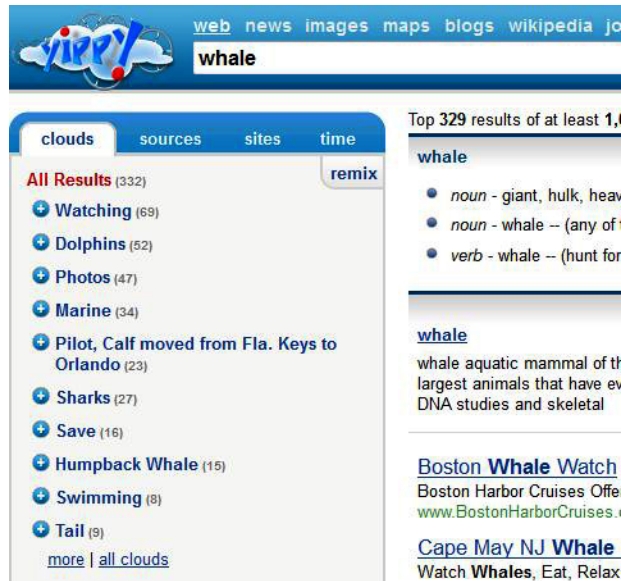 yippy!
web news images maps blogs wikipedia
whale
clouds sources sites time
remix
All Results (332)
Watching (69)
Dolphins (52)
Photos (47)
Marine (34)
Pilot, Calf moved from Fla. Keys to
Orlando (23)
Sharks (27)
Save (16)
Humpback Whale (15)
Swimming (8)
Tail (9)
more | all clouds
Top 329 results of at least
whale
noun - giant, hulk,
noun - whale -- (any of
verb - whale -- (hunt for
whale
whale aquatic mammal of
largest animals that have
DNA studies and skeletal
Boston Whale Watch
Boston Harbor Cruises
www.BostonHarborCruises.
Cape May NJ Whale
Watch Whales, Eat, Relax